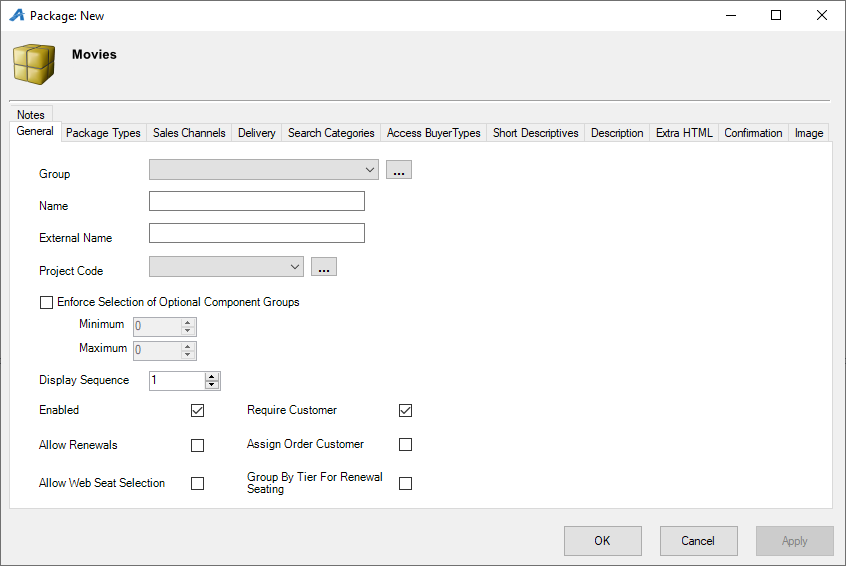 Package: New
Movies
Notes
General Package Types Sales Channels Delivery Search Categories Access BuyerTypes Short Descriptives Description Extra HTML Confirmation Image
Group ...
Name
External Name
Project Code ...
Enforce Selection of Optional Component Groups
Minimum 0
Maximum 0
Display Sequence 1
Enabled Require Customer
Allow Renewals Assign Order Customer
Allow Web Seat Selection Group By Tier For Renewal
Seating
OK Cancel Apply